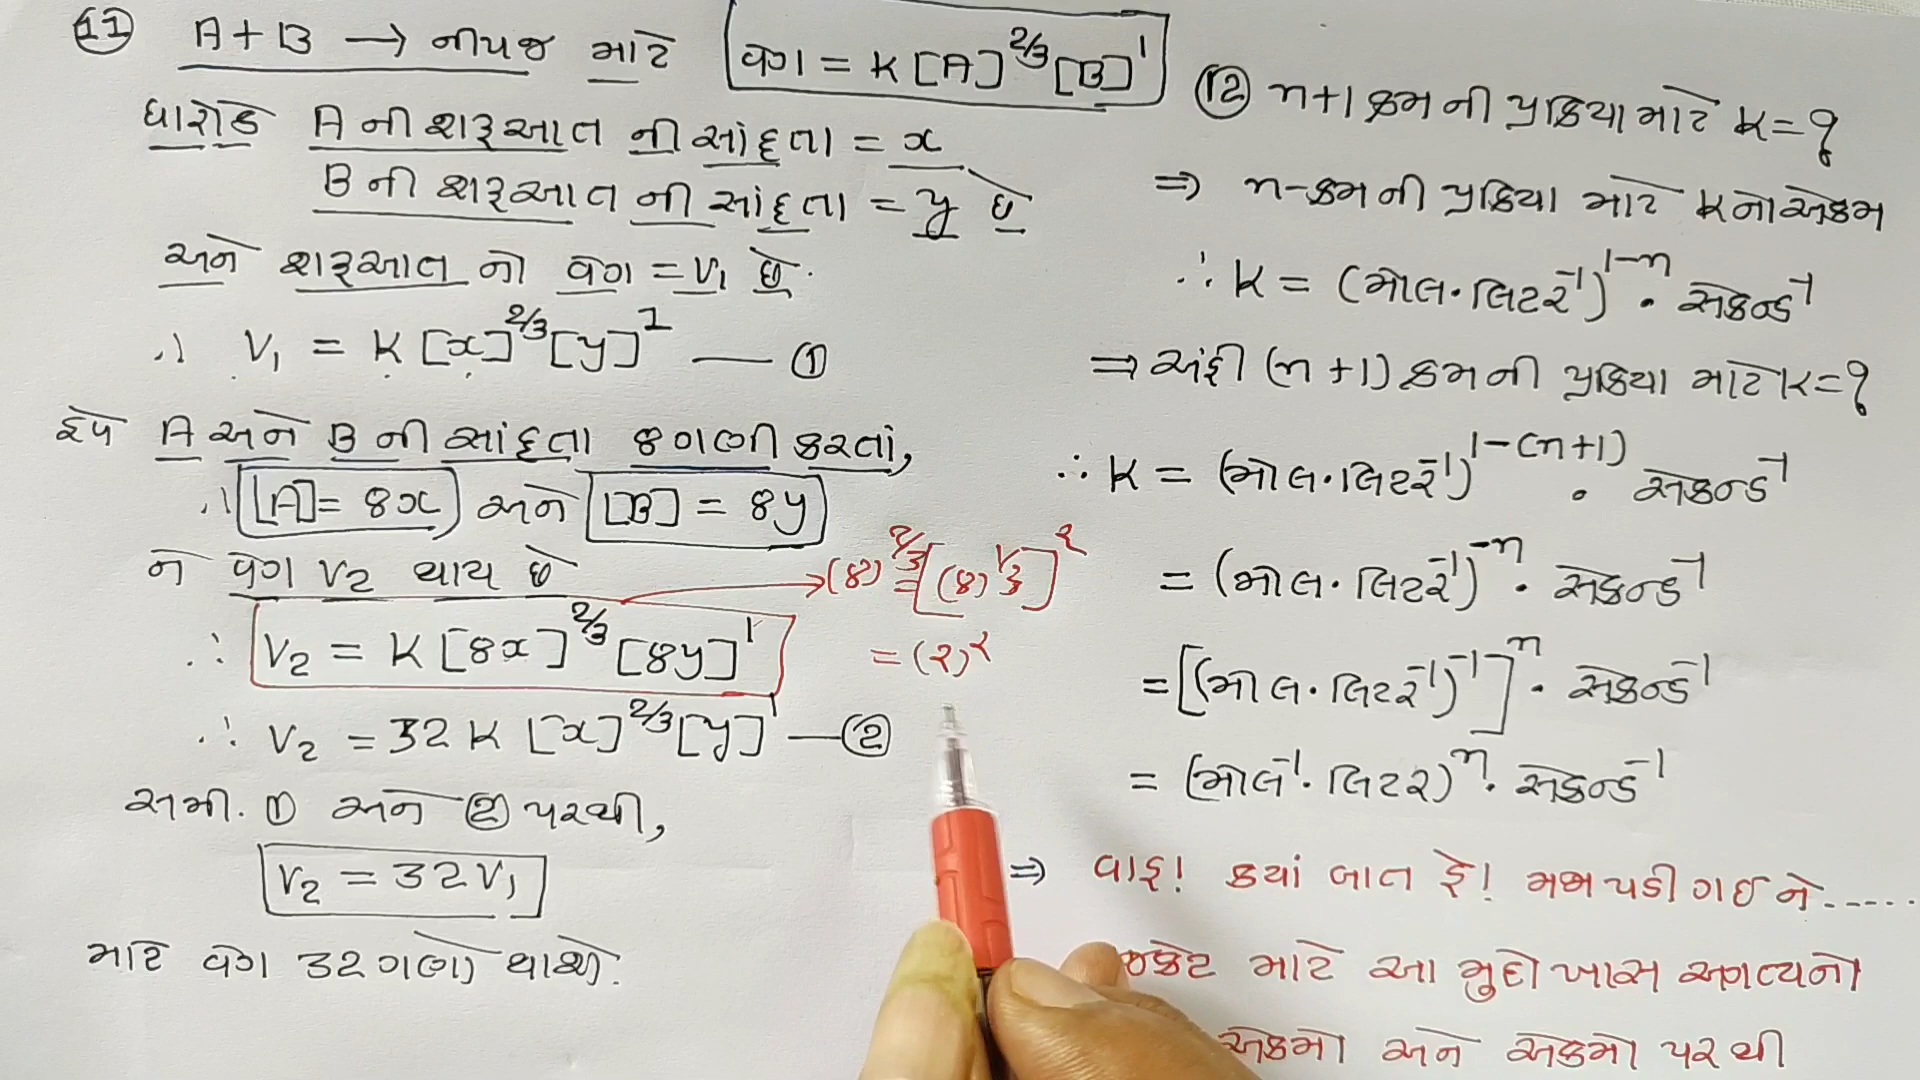 (11) A+B → નીપજ માટે વેગ = K[A]^2/3 [B]^1
ધારોકે A ની શરૂઆત ની સાંદ્રતા = x
B ની શરૂઆત ની સાંદ્રતા = y છે
અને શરૂઆત નો વેગ = V₁ છે.
∴ V₁ = K[x]^2/3 [y]^1 — (1)
હવે A અને B ની સાંદ્રતા 8 ગણી કરતાં,
∴ [A] = 8x અને [B] = 8y
ને વેગ V₂ થાય છે
∴ V₂ = K[8x]^2/3 [8y]^1
(8)^2/3 = [(8)^1/3]^2
= (2)^2
∴ V₂ = 32 K[x]^2/3 [y]^1 — (2)
સમી. (1) અને (2) પરથી,
V₂ = 32V₁
માટે વેગ 32 ગણો થાશે.
(12) n+1 ક્રમ ની પ્રક્રિયા માટે K = ?
⇒ n-ક્રમ ની પ્રક્રિયા માટે K નો એકમ
∴ K = (મોલ·લિટર⁻¹)^1-n · સેકન્ડ⁻¹
⇒ અહીં (n+1) ક્રમ ની પ્રક્રિયા માટે K = ?
∴ K = (મોલ·લિટર⁻¹)^1-(n+1) · સેકન્ડ⁻¹
= (મોલ·લિટર⁻¹)^-n · સેકન્ડ⁻¹
= [(મોલ·લિટર⁻¹)⁻¹]^n · સેકન્ડ⁻¹
= (મોલ⁻¹·લિટર)^n · સેકન્ડ⁻¹
⇒ વાહ! ક્યાં બાત હૈ! મજા પડી ગઈ ને.....
માટે આ મુદ્દો ખાસ અગત્યનો
એકમો અને એકમો પરથી